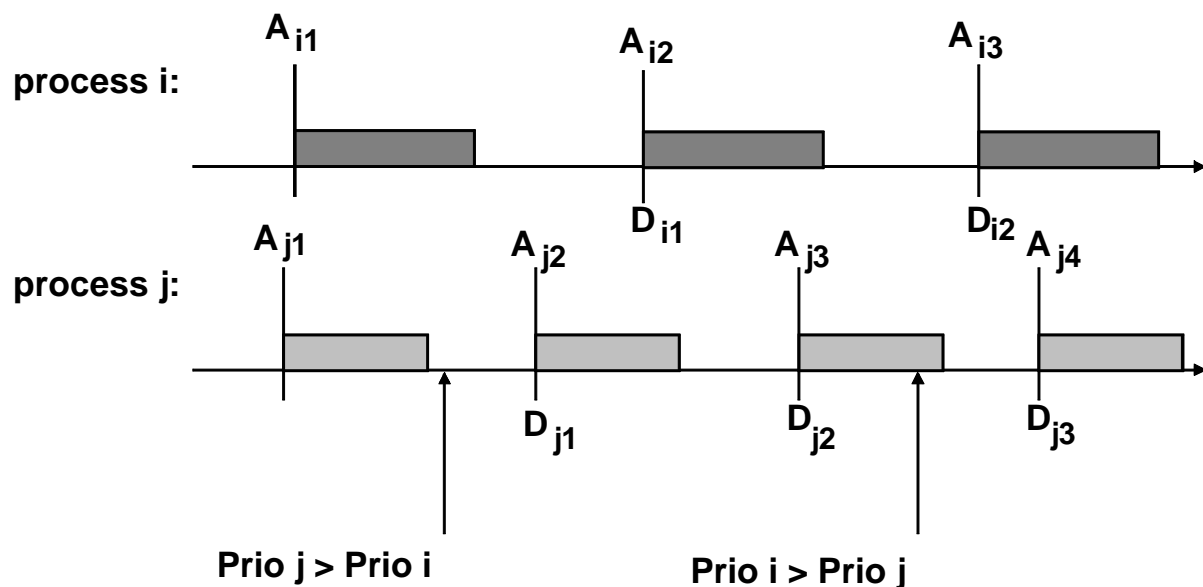 A i1 A i2 A i3
process i:
D i1 D i2
A j1 A j2 A j3 A j4
process j:
D j1 D j2 D j3
Prio j > Prio i Prio i > Prio j